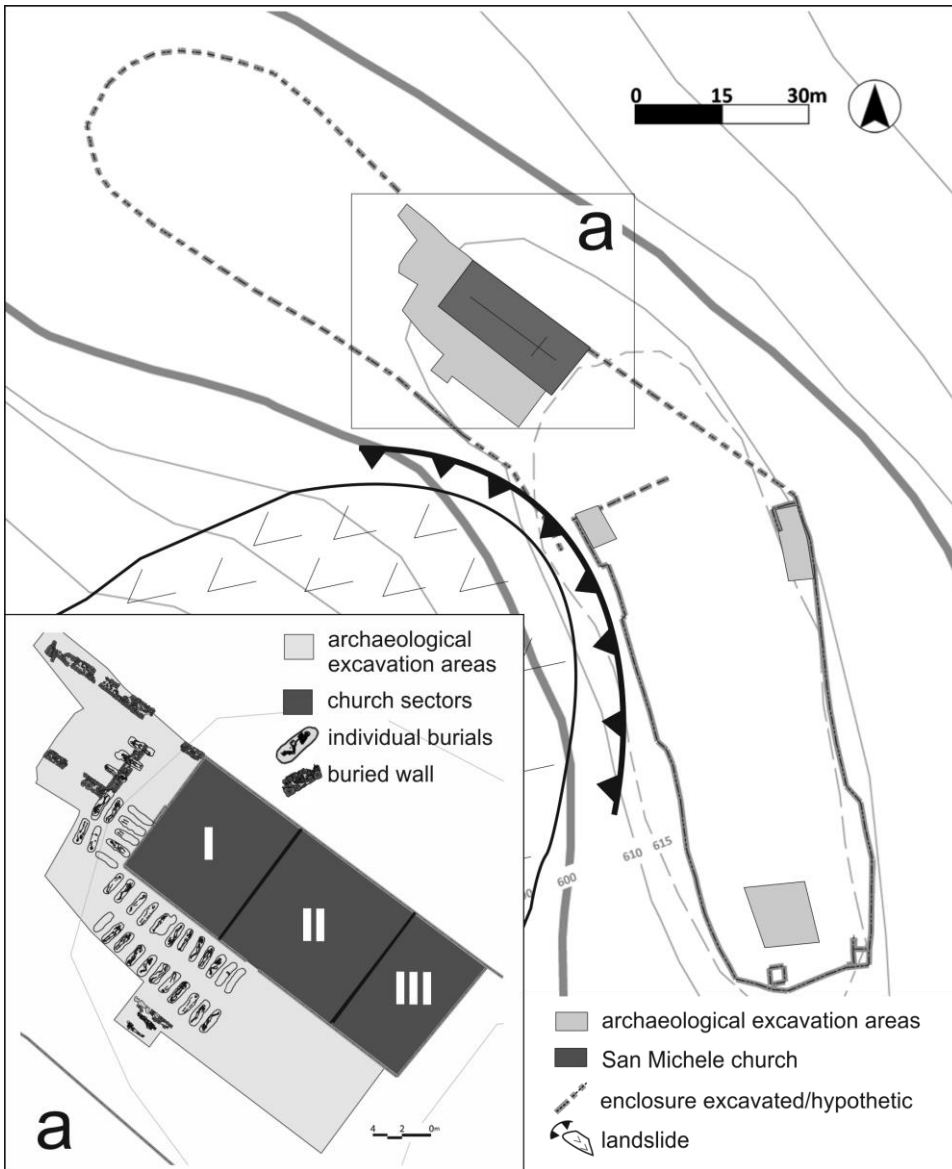 0 15 30m
a
archaeological
excavation areas
church sectors
individual burials
buried wall
I
II
III
4 2 0m
a
600
610
615
archaeological excavation areas
San Michele church
enclosure excavated/hypothetic
landslide